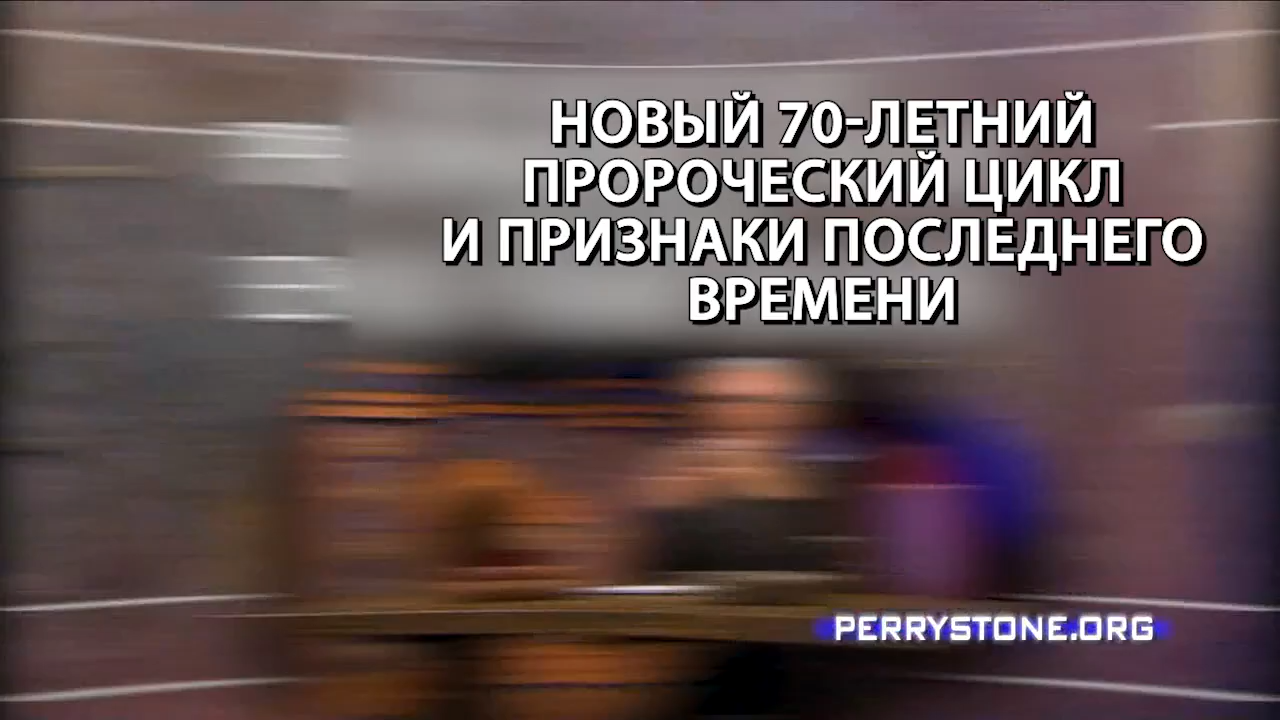 НОВЫЙ 70-ЛЕТНИЙ
ПРОРОЧЕСКИЙ ЦИКЛ
И ПРИЗНАКИ ПОСЛЕДНЕГО
ВРЕМЕНИ
PERRYSTONE.ORG